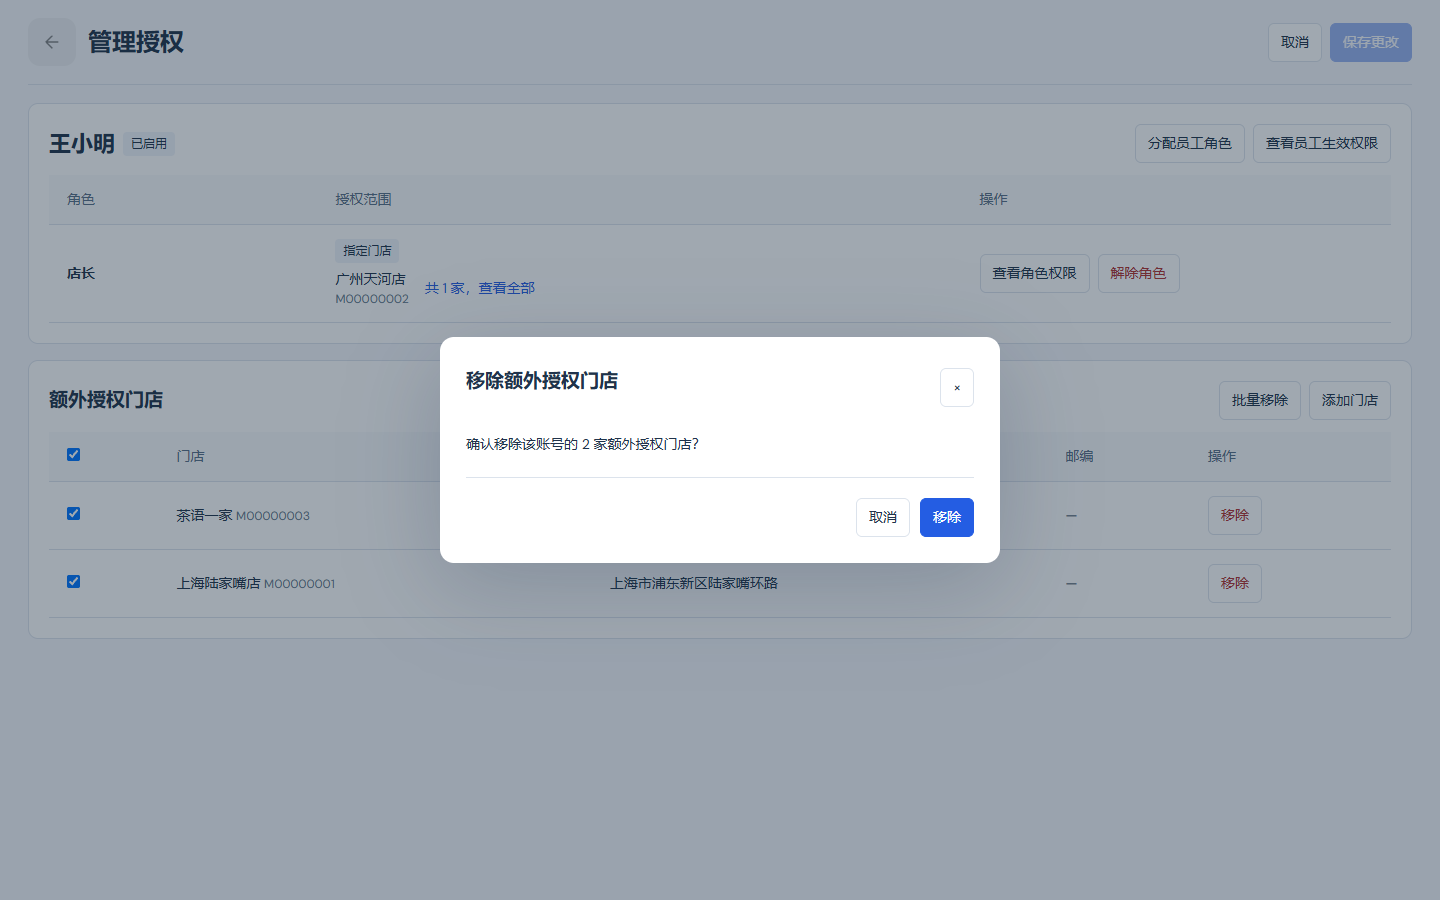 管理授权
取消
保存更改
王小明 已启用
分配员工角色
查看员工生效权限
角色 授权范围 操作
店长
指定门店
广州天河店
M00000002
共 1 家，查看全部
查看角色权限
解除角色
额外授权门店
批量移除
添加门店
门店 邮编 操作
茶语一家 M00000003 — 移除
上海陆家嘴店 M00000001 上海市浦东新区陆家嘴环路 — 移除
移除额外授权门店
×
确认移除该账号的 2 家额外授权门店？
取消
移除